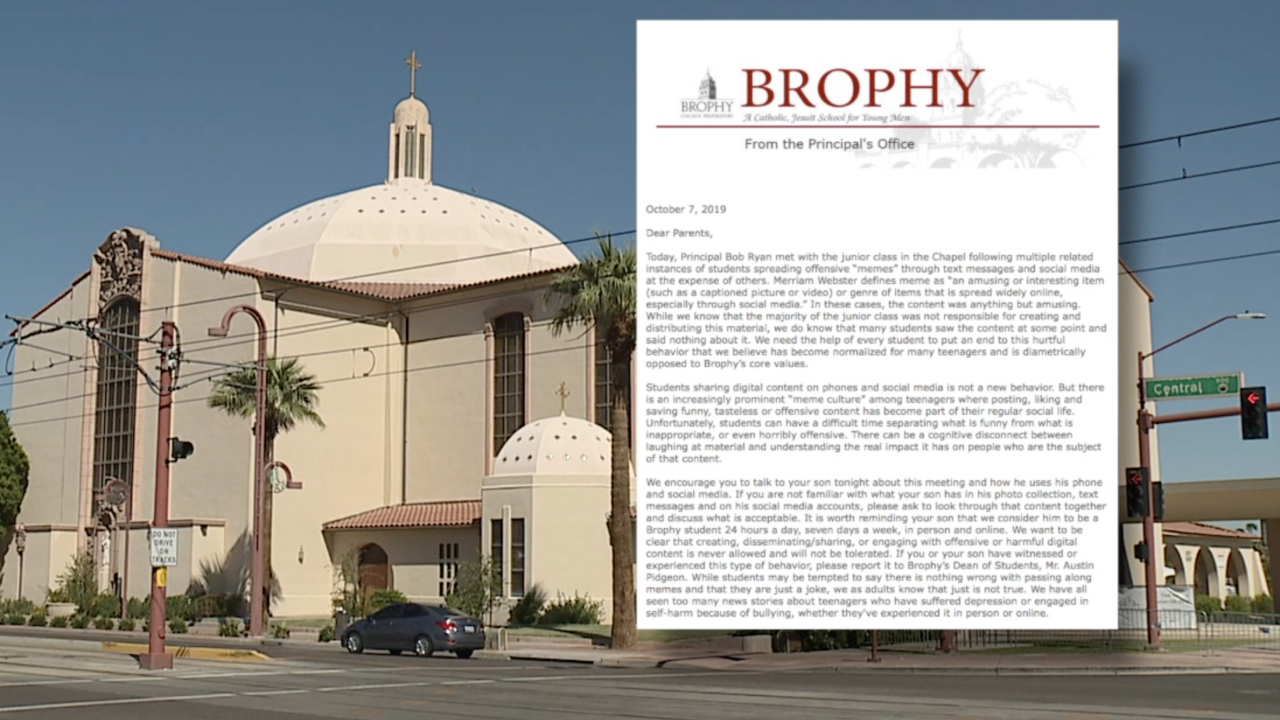 BROPHY
BROPHY
COLLEGE PREPARATORY
A Catholic, Jesuit School for Young Men
From the Principal's Office
October 7, 2019
Dear Parents,
Today, Principal Bob Ryan met with the junior class in the Chapel following multiple related
instances of students spreading offensive "memes" through text messages and social media
at the expense of others. Merriam Webster defines meme as "an amusing or interesting item
(such as a captioned picture or video) or genre of items that is spread widely online,
especially through social media." In these cases, the content was anything but amusing.
While we know that the majority of the junior class was not responsible for creating and
distributing this material, we do know that many students saw the content at some point and
said nothing about it. We need the help of every student to put an end to this hurtful
behavior that we believe has become normalized for many teenagers and is diametrically
opposed to Brophy's core values.
Students sharing digital content on phones and social media is not a new behavior. But there
is an increasingly prominent "meme culture" among teenagers where posting, liking and
saving funny, tasteless or offensive content has become part of their regular social life.
Unfortunately, students can have a difficult time separating what is funny from what is
inappropriate, or even horribly offensive. There can be a cognitive disconnect between
laughing at material and understanding the real impact it has on people who are the subject
of that content.
We encourage you to talk to your son tonight about this meeting and how he uses his phone
and social media. If you are not familiar with what your son has in his photo collection, text
messages and on his social media accounts, please ask to look through that content together
and discuss what is acceptable. It is worth reminding your son that we consider him to be a
Brophy student 24 hours a day, seven days a week, in person and online. We want to be
clear that creating, disseminating/sharing, or engaging with offensive or harmful digital
content is never allowed and will not be tolerated. If you or your son have witnessed or
experienced this type of behavior, please report it to Brophy's Dean of Students, Mr. Austin
Pidgeon. While students may be tempted to say there is nothing wrong with passing along
memes and that they are just a joke, we as adults know that just is not true. We have all
seen too many news stories about teenagers who have suffered depression or engaged in
self-harm because of bullying, whether they've experienced it in person or online.
Central
DO NOT
DRIVE
ON
TRACKS